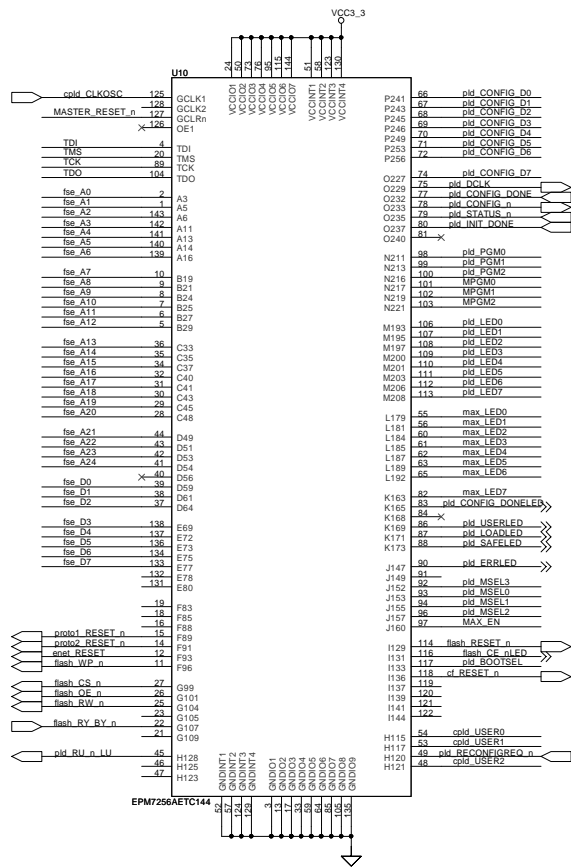 VCC3_3
U10
24 50 73 76 95 115 144 51 58 123 130
VCCIO1 VCCIO2 VCCIO3 VCCIO4 VCCIO5 VCCIO6 VCCIO7 VCCINT1 VCCINT2 VCCINT3 VCCINT4
cpld_CLKOSC 125 GCLK1
128 GCLK2
MASTER_RESET_n 127 GCLRn
126 OE1
TDI 4 TDI
TMS 20 TMS
TCK 89 TCK
TDO 104 TDO
fse_A0 2 A3
fse_A1 1 A5
fse_A2 143 A6
fse_A3 142 A11
fse_A4 141 A13
fse_A5 140 A14
fse_A6 139 A16
fse_A7 10 B19
fse_A8 9 B21
fse_A9 8 B24
fse_A10 7 B25
fse_A11 6 B27
fse_A12 5 B29
fse_A13 36 C33
fse_A14 35 C35
fse_A15 34 C37
fse_A16 32 C40
fse_A17 31 C41
fse_A18 30 C43
fse_A19 29 C45
fse_A20 28 C48
fse_A21 44 D49
fse_A22 43 D51
fse_A23 42 D53
fse_A24 41 D54
40 D56
fse_D0 39 D59
fse_D1 38 D61
fse_D2 37 D64
fse_D3 138 E69
fse_D4 137 E72
fse_D5 136 E73
fse_D6 134 E75
fse_D7 133 E77
132 E78
131 E80
19 F83
18 F85
16 F88
proto1_RESET_n 15 F89
proto2_RESET_n 14 F91
enet_RESET 12 F93
flash_WP_n 11 F96
flash_CS_n 27 G99
flash_OE_n 26 G101
flash_RW_n 25 G104
23 G105
flash_RY_BY_n 22 G107
21 G109
pld_RU_n_LU 45 H128
46 H125
47 H123
P241 66 pld_CONFIG_D0
P243 67 pld_CONFIG_D1
P245 68 pld_CONFIG_D2
P246 69 pld_CONFIG_D3
P249 70 pld_CONFIG_D4
P253 71 pld_CONFIG_D5
P256 72 pld_CONFIG_D6
O227 74 pld_CONFIG_D7
O229 75 pld_DCLK
O232 77 pld_CONFIG_DONE
O233 78 pld_CONFIG_n
O235 79 pld_STATUS_n
O237 80 pld_INIT_DONE
O240 81
N211 98 pld_PGM0
N213 99 pld_PGM1
N216 100 pld_PGM2
N217 101 MPGM0
N219 102 MPGM1
N221 103 MPGM2
M193 106 pld_LED0
M195 107 pld_LED1
M197 108 pld_LED2
M200 109 pld_LED3
M201 110 pld_LED4
M203 111 pld_LED5
M206 112 pld_LED6
M208 113 pld_LED7
L179 55 max_LED0
L181 56 max_LED1
L184 60 max_LED2
L185 61 max_LED3
L187 62 max_LED4
L189 63 max_LED5
L192 65 max_LED6
K163 82 max_LED7
K165 83 pld_CONFIG_DONELED
K168 84
K169 86 pld_USERLED
K171 87 pld_LOADLED
K173 88 pld_SAFELED
J147 90 pld_ERRLED
J149 91
J152 92 pld_MSEL3
J153 93 pld_MSEL0
J155 94 pld_MSEL1
J157 96 pld_MSEL2
J160 97 MAX_EN
I129 114 flash_RESET_n
I131 116 flash_CE_nLED
I133 117 pld_BOOTSEL
I136 118 cf_RESET_n
I137 119
I139 120
I141 121
I144 122
H115 54 cpld_USER0
H117 53 cpld_USER1
H120 49 pld_RECONFIGREQ_n
H121 48 cpld_USER2
GNDINT1 GNDINT2 GNDINT3 GNDINT4 GNDIO1 GNDIO2 GNDIO3 GNDIO4 GNDIO5 GNDIO6 GNDIO7 GNDIO8 GNDIO9
EPM7256AETC144
52 57 124 129 3 13 17 33 59 64 85 105 135